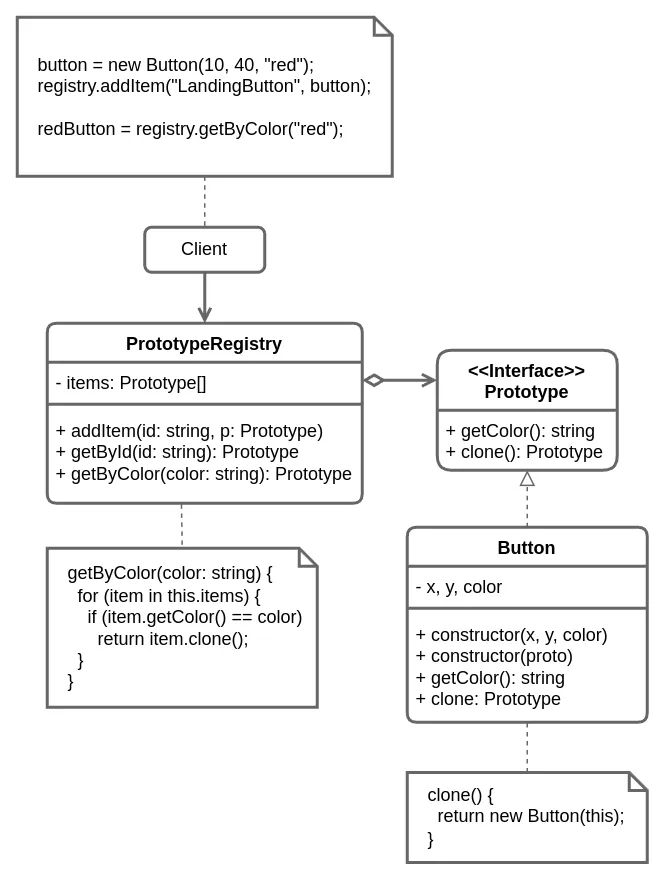 button = new Button(10, 40, "red");
registry.addItem("LandingButton", button);
redButton = registry.getByColor("red");
Client
PrototypeRegistry
- items: Prototype[]
+ addItem(id: string, p: Prototype)
+ getById(id: string): Prototype
+ getByColor(color: string): Prototype
<<Interface>>
Prototype
+ getColor(): string
+ clone(): Prototype
getByColor(color: string) {
for (item in this.items) {
if (item.getColor() == color)
return item.clone();
}
}
Button
- x, y, color
+ constructor(x, y, color)
+ constructor(proto)
+ getColor(): string
+ clone: Prototype
clone() {
return new Button(this);
}